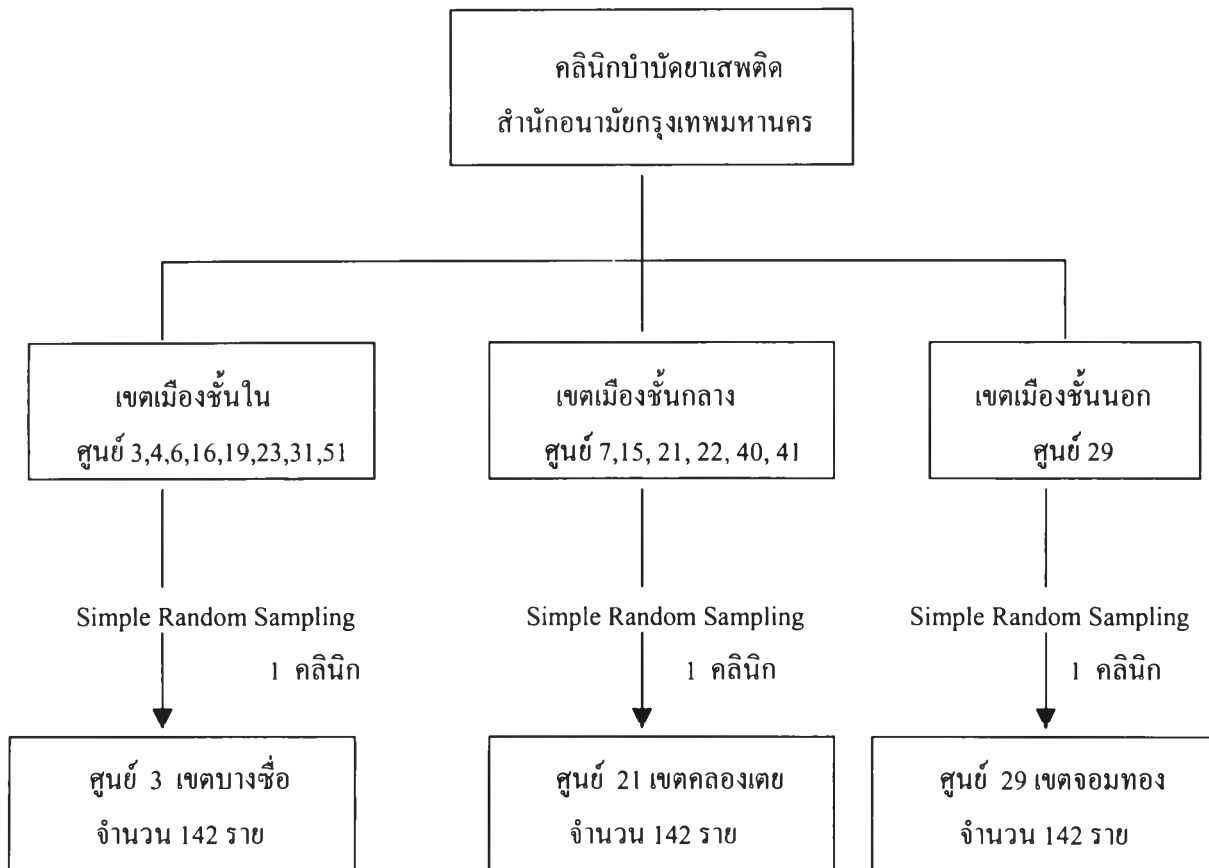 คลินิกบำบัดยาเสพติด
สำนักอนามัยกรุงเทพมหานคร
เขตเมืองชั้นใน
ศูนย์ 3,4,6,16,19,23,31,51
เขตเมืองชั้นกลาง
ศูนย์ 7,15, 21, 22, 40, 41
เขตเมืองชั้นนอก
ศูนย์ 29
Simple Random Sampling
1 คลินิก
Simple Random Sampling
1 คลินิก
Simple Random Sampling
1 คลินิก
ศูนย์ 3 เขตบางซื่อ
จำนวน 142 ราย
ศูนย์ 21 เขตคลองเตย
จำนวน 142 ราย
ศูนย์ 29 เขตจอมทอง
จำนวน 142 ราย